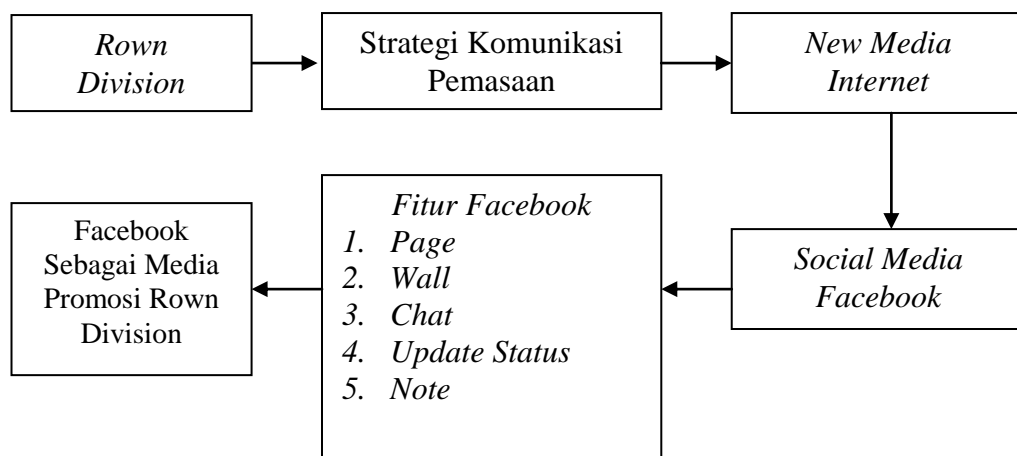 Rown
Division
Strategi Komunikasi
Pemasaan
New Media
Internet
Social Media
Facebook
Fitur Facebook
1. Page
2. Wall
3. Chat
4. Update Status
5. Note
Facebook
Sebagai Media
Promosi Rown
Division